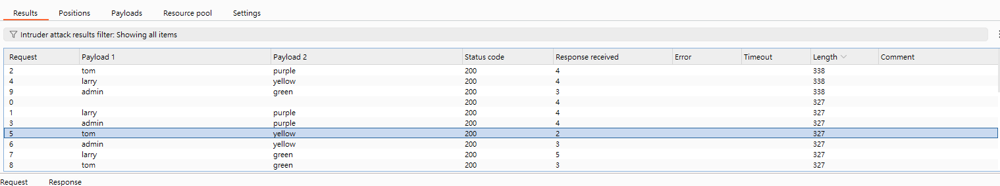 Results Positions Payloads Resource pool Settings
Intruder attack results filter: Showing all items
Request Payload 1 Payload 2 Status code Response received Error Timeout Length Comment
2 tom purple 200 4 338
4 larry yellow 200 4 338
9 admin green 200 3 338
0 200 4 327
1 larry purple 200 4 327
3 admin purple 200 4 327
5 tom yellow 200 2 327
6 admin yellow 200 3 327
7 larry green 200 5 327
8 tom green 200 3 327
Request Response